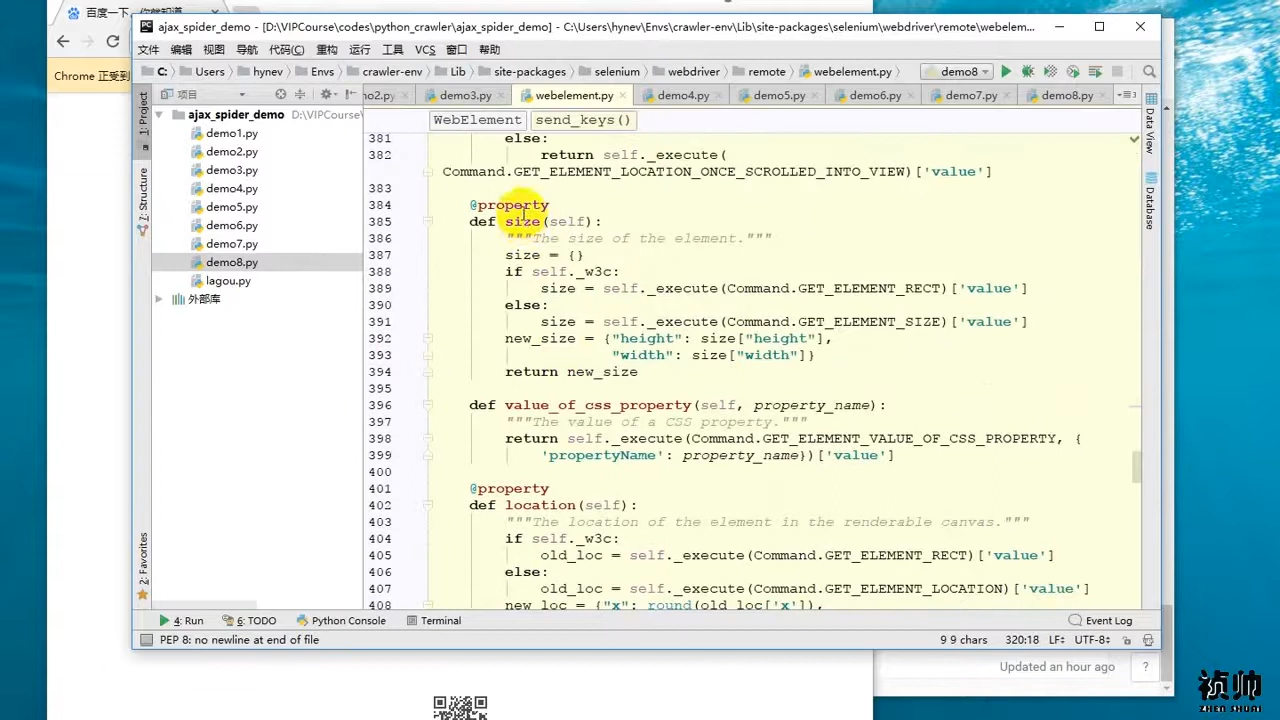 百度一下，你就知道
Chrome 正受到
ajax_spider_demo - [D:\VIPCourse\codes\python_crawler\ajax_spider_demo] - C:\Users\hynev\Envs\crawler-env\Lib\site-packages\selenium\webdriver\remote\webelem...
文件 编辑 视图 导航 代码(C) 重构 运行 工具 VCS 窗口 帮助
C: Users hynev Envs crawler-env Lib site-packages selenium webdriver remote webelement.py demo8
项目
no2.py demo3.py webelement.py demo4.py demo5.py demo6.py demo7.py demo8.py
1: Project
7: Structure
2: Favorites
ajax_spider_demo D:\VIPCourse\
demo1.py
demo2.py
demo3.py
demo4.py
demo5.py
demo6.py
demo7.py
demo8.py
lagou.py
外部库
WebElement send_keys()
381 else:
382 return self._execute(
Command.GET_ELEMENT_LOCATION_ONCE_SCROLLED_INTO_VIEW)['value']
383
384 @property
385 def size(self):
386 """The size of the element."""
387 size = {}
388 if self._w3c:
389 size = self._execute(Command.GET_ELEMENT_RECT)['value']
390 else:
391 size = self._execute(Command.GET_ELEMENT_SIZE)['value']
392 new_size = {"height": size["height"],
393 "width": size["width"]}
394 return new_size
395
396 def value_of_css_property(self, property_name):
397 """The value of a CSS property."""
398 return self._execute(Command.GET_ELEMENT_VALUE_OF_CSS_PROPERTY, {
399 'propertyName': property_name})['value']
400
401 @property
402 def location(self):
403 """The location of the element in the renderable canvas."""
404 if self._w3c:
405 old_loc = self._execute(Command.GET_ELEMENT_RECT)['value']
406 else:
407 old_loc = self._execute(Command.GET_ELEMENT_LOCATION)['value']
408 new_loc = {"x": round(old_loc['x']),
Data View
Database
4: Run 6: TODO Python Console Terminal Event Log
PEP 8: no newline at end of file 9 9 chars 320:18 LF÷ UTF-8÷
Updated an hour ago ?
祯帅
ZHEN SHUAI